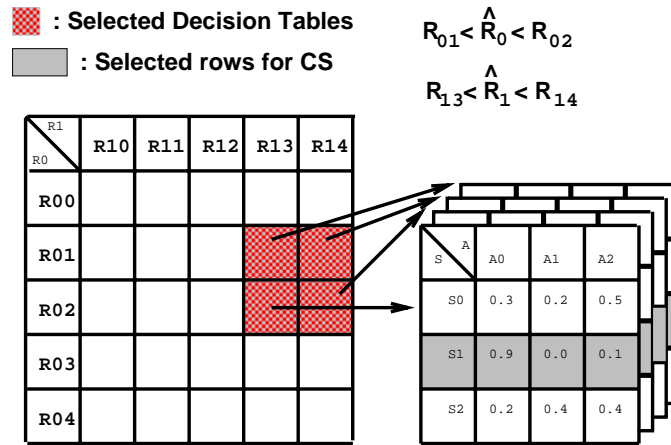 : Selected Decision Tables
: Selected rows for CS
R01 < R̂0 < R02
R13 < R̂1 < R14
R1
R0
R10 R11 R12 R13 R14
R00
R01
R02
R03
R04
A
S
A0 A1 A2
S0 0.3 0.2 0.5
S1 0.9 0.0 0.1
S2 0.2 0.4 0.4